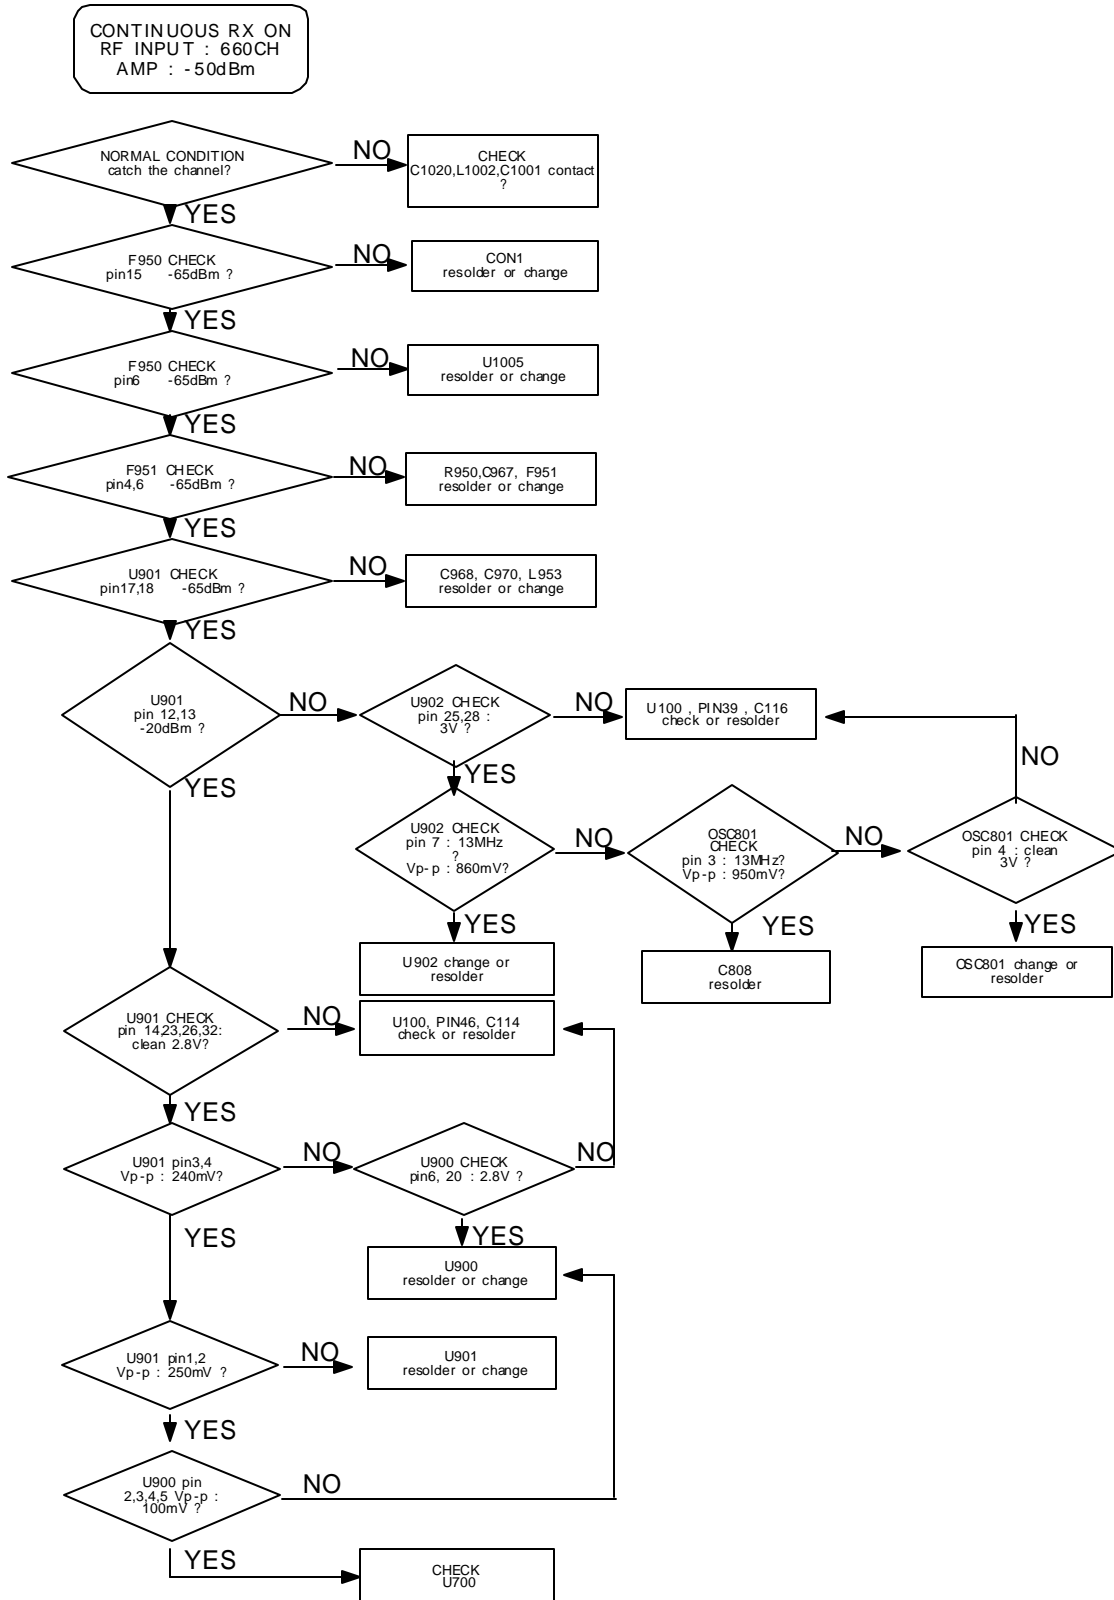 CONTINUOUS RX ON
RF INPUT : 660CH
AMP : -50dBm
NORMAL CONDITION
catch the channel?
NO
CHECK
C1020,L1002,C1001 contact
?
YES
F950 CHECK
pin15 -65dBm ?
NO
CON1
resolder or change
YES
F950 CHECK
pin6 -65dBm ?
NO
U1005
resolder or change
YES
F951 CHECK
pin4,6 -65dBm ?
NO
R950,C967, F951
resolder or change
YES
U901 CHECK
pin17,18 -65dBm ?
NO
C968, C970, L953
resolder or change
YES
U901
pin 12,13
-20dBm ?
NO
U902 CHECK
pin 25,28 :
3V ?
NO
U100 , PIN39 , C116
check or resolder
NO
YES
YES
U902 CHECK
pin 7 : 13MHz
?
Vp-p : 860mV?
NO
OSC801
CHECK
pin 3 : 13MHz?
Vp-p : 950mV?
NO
OSC801 CHECK
pin 4 : clean
3V ?
YES
U902 change or
resolder
YES
C808
resolder
YES
OSC801 change or
resolder
U901 CHECK
pin 14,23,26,32:
clean 2.8V?
NO
U100, PIN46, C114
check or resolder
YES
U901 pin3,4
Vp-p : 240mV?
NO
U900 CHECK
pin6, 20 : 2.8V ?
NO
YES
YES
U900
resolder or change
U901 pin1,2
Vp-p : 250mV ?
NO
U901
resolder or change
YES
U900 pin
2,3,4,5 Vp-p :
100mV ?
NO
YES
CHECK
U700